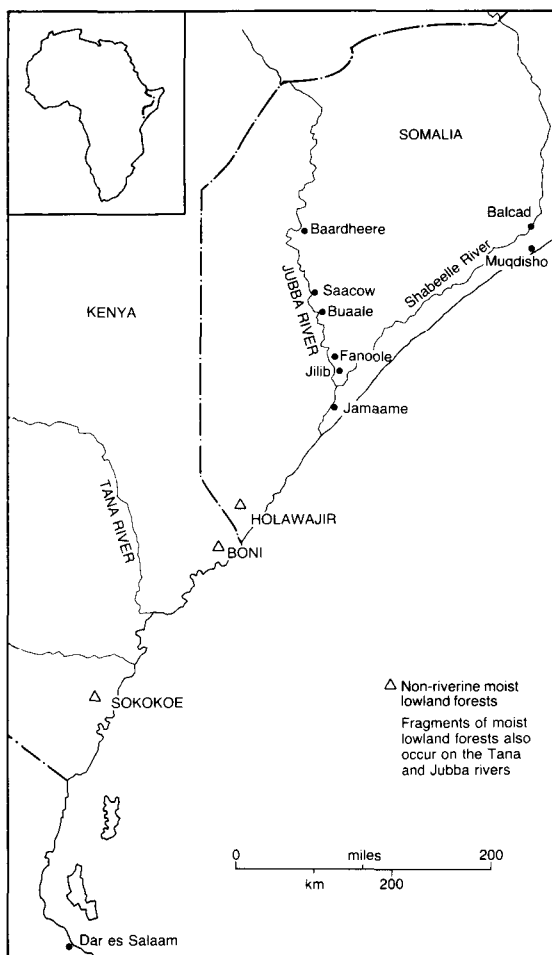 SOMALIA
Balcad
Baardheere
Muqdisho
Shabeelle River
JUBBA RIVER
Saacow
KENYA
Buaale
Fanoole
Jilib
Jamaame
TANA RIVER
HOLAWAJIR
BONI
SOKOKOE
Non-riverine moist
lowland forests
Fragments of moist
lowland forests also
occur on the Tana
and Jubba rivers
0 miles 200
km 200
Dar es Salaam